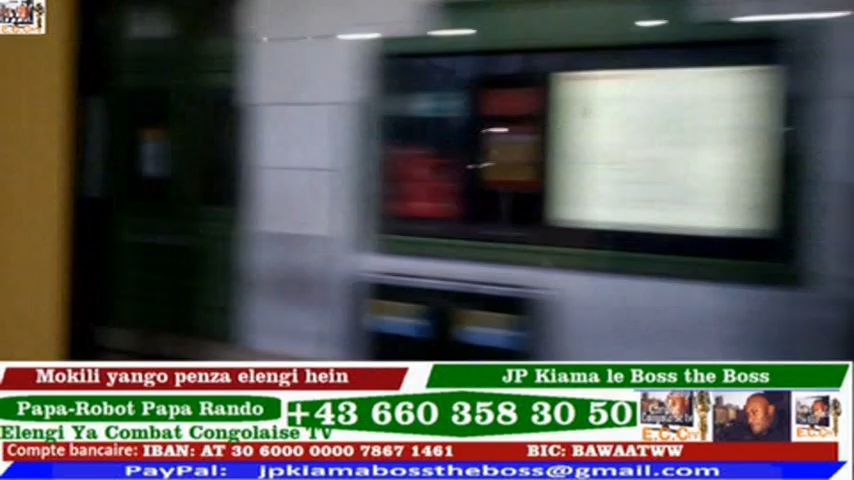 E.C.C
Mokili yango penza elengi hein
JP Kiama le Boss the Boss
Papa-Robot Papa Rando
+43 660 358 30 50
Elengi Ya Combat Congolaise TV
E.C.C
E.C.C
Compte bancaire: IBAN: AT 30 6000 0000 7867 1461
BIC: BAWAATWW
PayPal: jpkiamabosstheboss@gmail.com